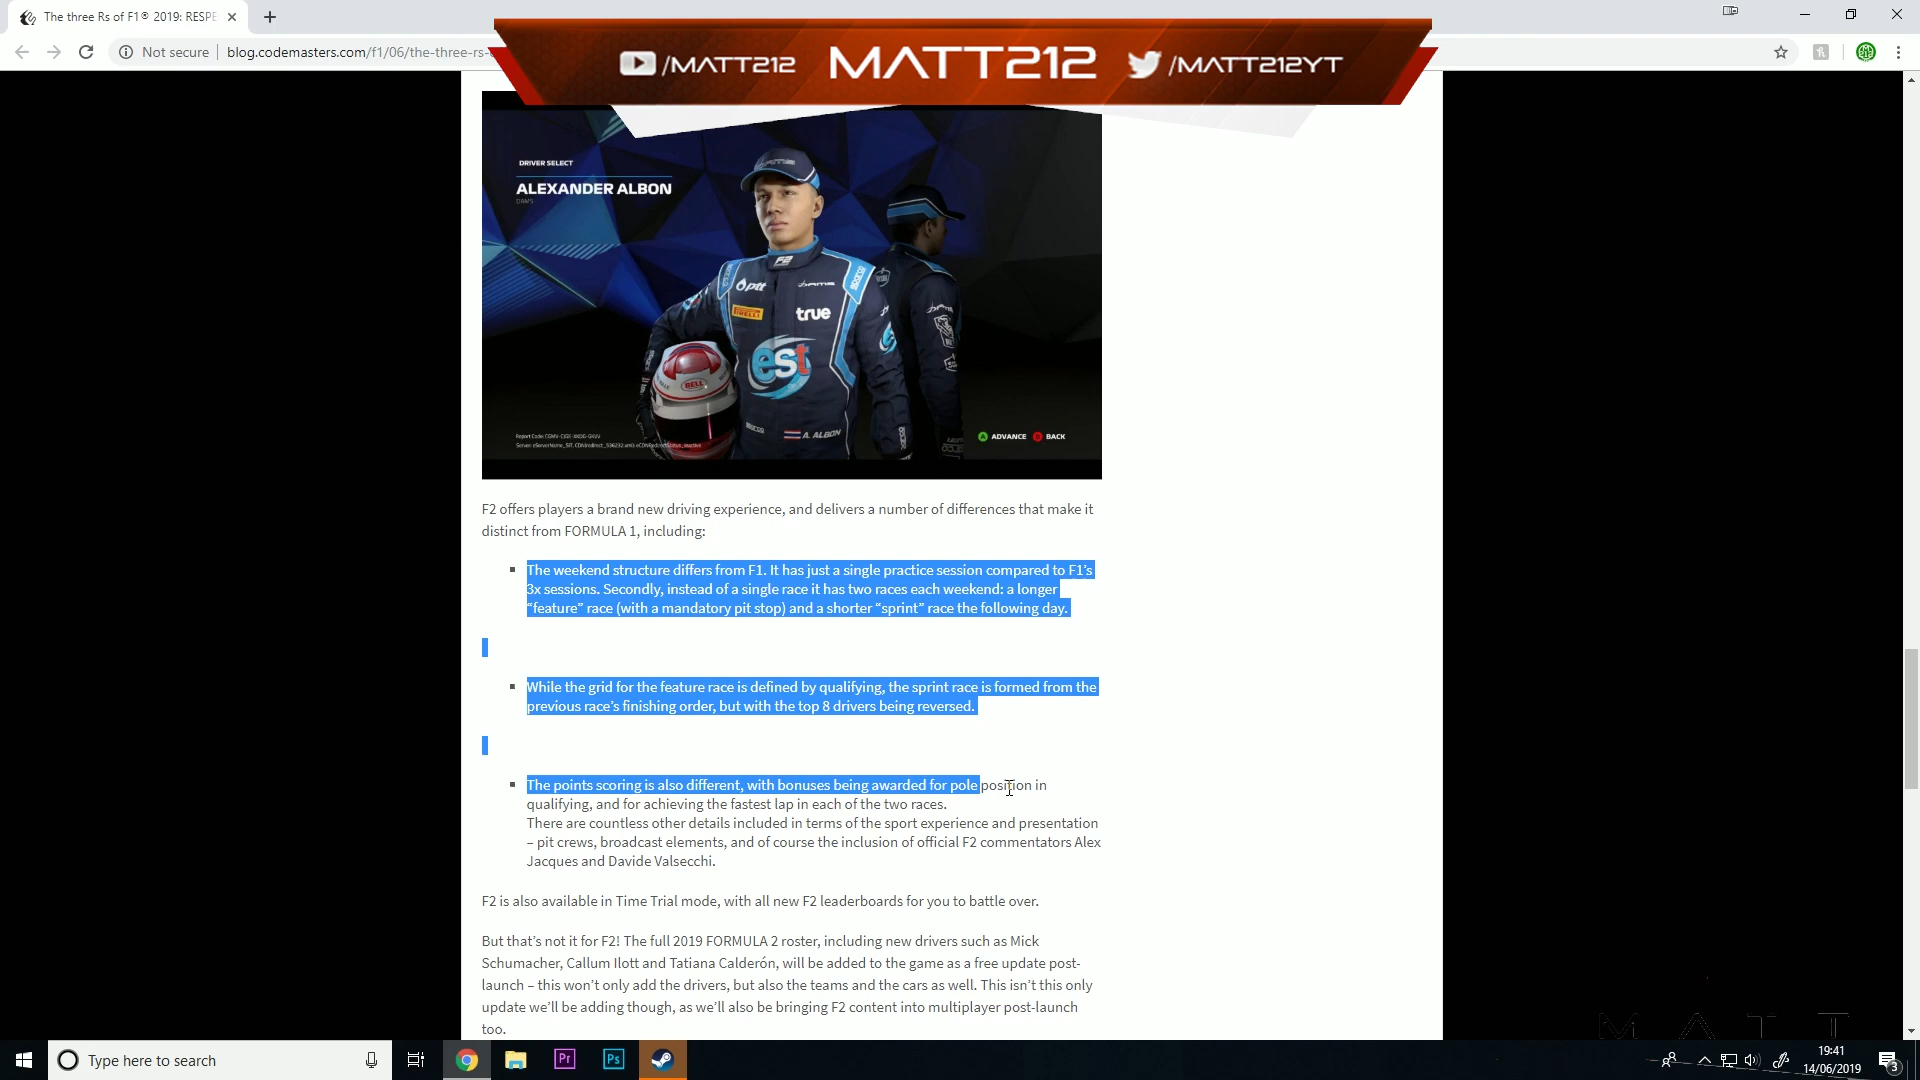 The three Rs of F1® 2019: RESPE
Not secure
blog.codemasters.com/f1/06/the-three-rs-
/MATT212
MATT212
/MATT212YT
DRIVER SELECT
ALEXANDER ALBON
DAMS
F2
ptt
DAMS
PIRELLI
true
est
BELL
A. ALBON
ADVANCE
BACK
F2 offers players a brand new driving experience, and delivers a number of differences that make it
distinct from FORMULA 1, including:
The weekend structure differs from F1. It has just a single practice session compared to F1’s
3x sessions. Secondly, instead of a single race it has two races each weekend: a longer
“feature” race (with a mandatory pit stop) and a shorter “sprint” race the following day.
While the grid for the feature race is defined by qualifying, the sprint race is formed from the
previous race’s finishing order, but with the top 8 drivers being reversed.
The points scoring is also different, with bonuses being awarded for pole position in
qualifying, and for achieving the fastest lap in each of the two races.
There are countless other details included in terms of the sport experience and presentation
– pit crews, broadcast elements, and of course the inclusion of official F2 commentators Alex
Jacques and Davide Valsecchi.
F2 is also available in Time Trial mode, with all new F2 leaderboards for you to battle over.
But that’s not it for F2! The full 2019 FORMULA 2 roster, including new drivers such as Mick
Schumacher, Callum Ilott and Tatiana Calderón, will be added to the game as a free update post-
launch – this won’t only add the drivers, but also the teams and the cars as well. This isn’t this only
update we’ll be adding though, as we’ll also be bringing F2 content into multiplayer post-launch
too.
MATT
Type here to search
Pr
Ps
19:41
14/06/2019
3